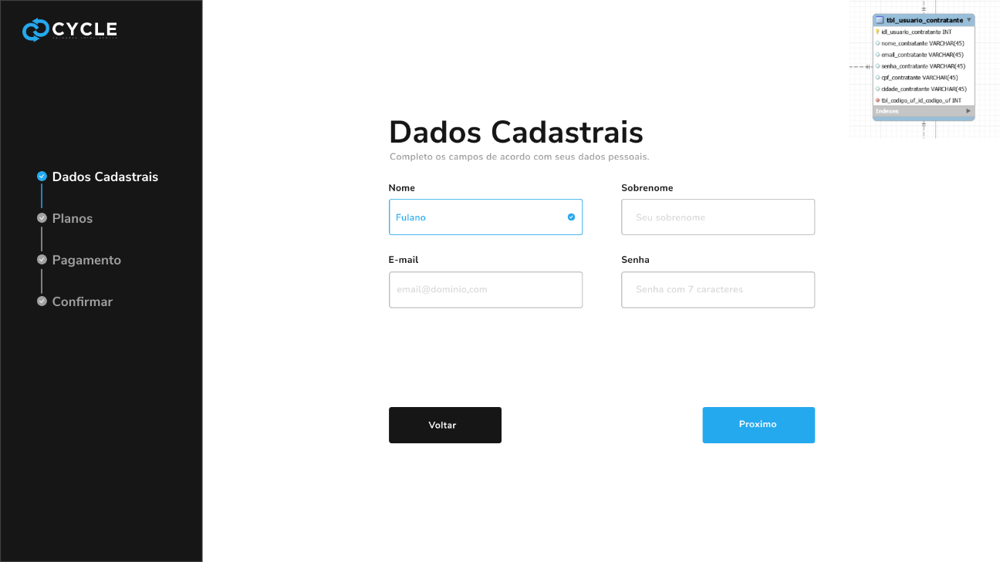 CYCLE
Dados Cadastrais
Planos
Pagamento
Confirmar
Dados Cadastrais
Completo os campos de acordo com seus dados pessoais.
Nome
Sobrenome
Fulano
Seu sobrenome
E-mail
Senha
email@dominio.com
Senha com 7 caracteres
Voltar
Proximo
tbl_usuario_contratante
idl_usuario_contratante INT
nome_contratante VARCHAR(45)
email_contratante VARCHAR(45)
senha_contratante VARCHAR(45)
cpf_contratante VARCHAR(45)
cidade_contratante VARCHAR(45)
tbl_codigo_uf_id_codigo_uf INT
Indexes